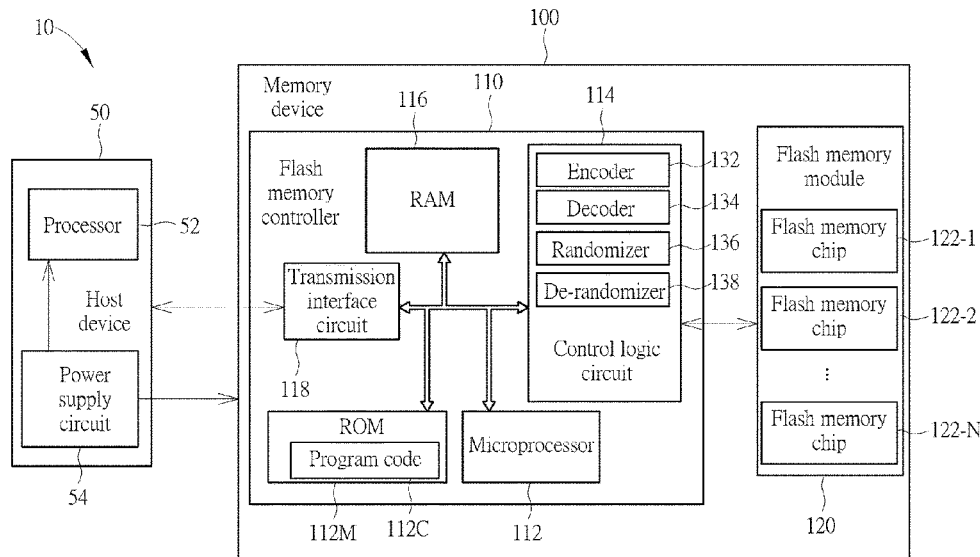 10
100
Memory
device
110
116
114
50
Flash
memory
controller
RAM
Encoder
132
Decoder
134
Randomizer
136
De-randomizer
138
Control logic
circuit
Flash memory
module
Flash memory
chip
122-1
Flash memory
chip
122-2
...
Flash memory
chip
122-N
120
Processor
52
Host
device
Power
supply
circuit
54
Transmission
interface
circuit
118
ROM
Program code
112M
112C
Microprocessor
112